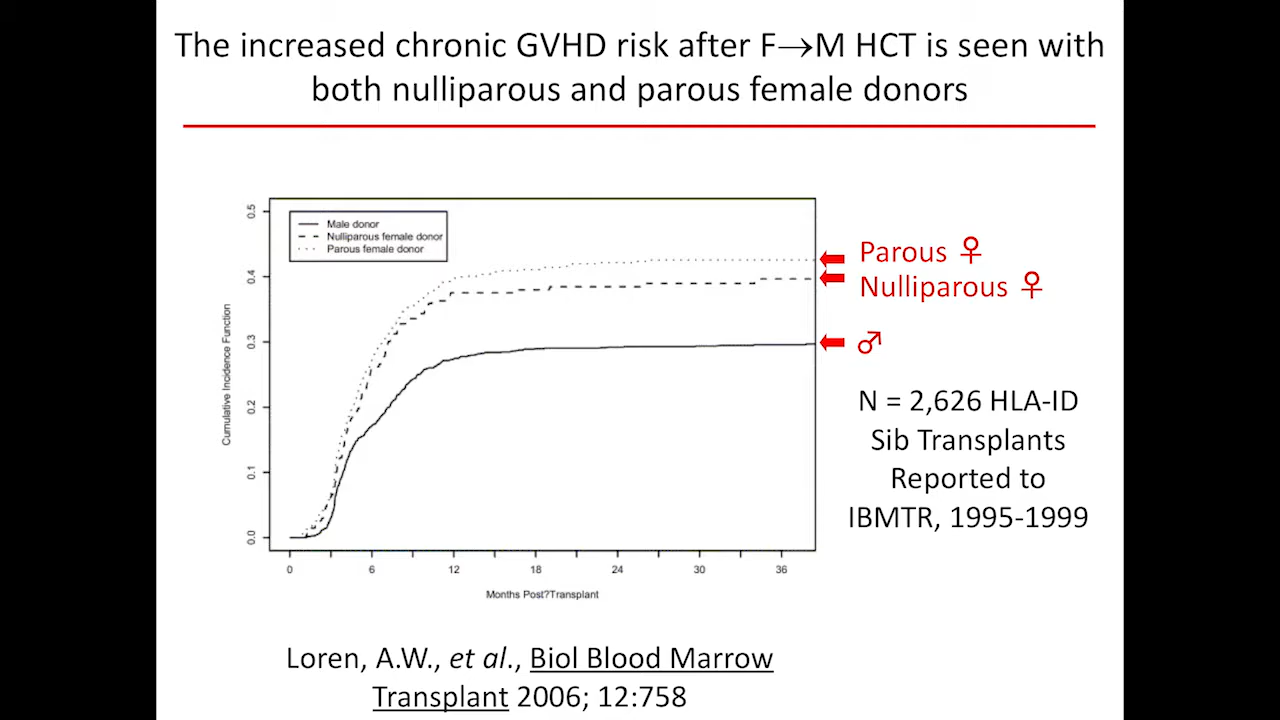 The increased chronic GVHD risk after F→M HCT is seen with
both nulliparous and parous female donors
0.5
0.4
0.3
0.2
0.1
0.0
Cumulative Incidence Function
Male donor
Nulliparous female donor
Parous female donor
0 6 12 18 24 30 36
Months Post?Transplant
Parous ♀
Nulliparous ♀
♂
N = 2,626 HLA-ID
Sib Transplants
Reported to
IBMTR, 1995-1999
Loren, A.W., et al., Biol Blood Marrow
Transplant 2006; 12:758